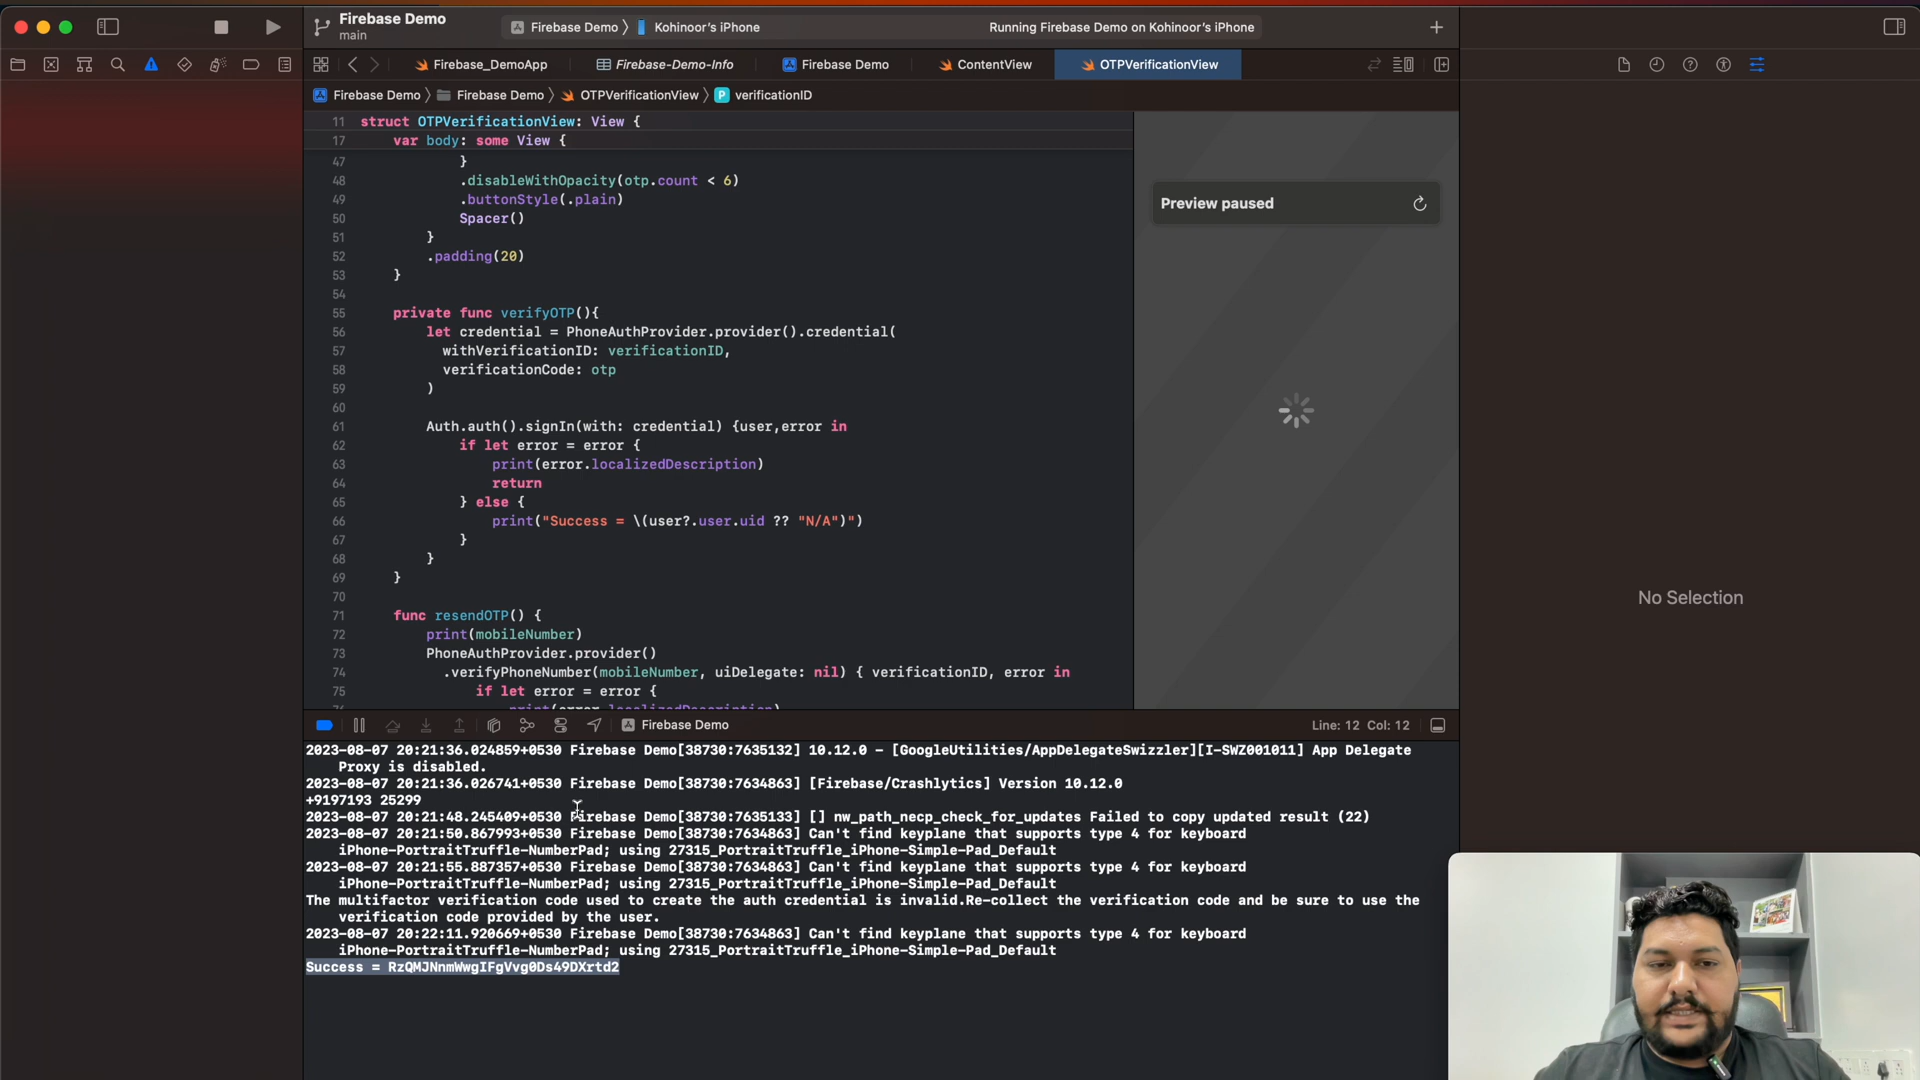 Firebase Demo
main
Firebase Demo
Kohinoor's iPhone
Running Firebase Demo on Kohinoor's iPhone
Firebase_DemoApp
Firebase-Demo-Info
Firebase Demo
ContentView
OTPVerificationView
Firebase Demo
Firebase Demo
OTPVerificationView
P
verificationID
11 struct OTPVerificationView: View {
17 var body: some View {
47 }
48 .disableWithOpacity(otp.count < 6)
49 .buttonStyle(.plain)
50 Spacer()
51 }
52 .padding(20)
53 }
54
55 private func verifyOTP(){
56 let credential = PhoneAuthProvider.provider().credential(
57 withVerificationID: verificationID,
58 verificationCode: otp
59 )
60
61 Auth.auth().signIn(with: credential) {user,error in
62 if let error = error {
63 print(error.localizedDescription)
64 return
65 } else {
66 print("Success = \(user?.user.uid ?? "N/A")")
67 }
68 }
69 }
70
71 func resendOTP() {
72 print(mobileNumber)
73 PhoneAuthProvider.provider()
74 .verifyPhoneNumber(mobileNumber, uiDelegate: nil) { verificationID, error in
75 if let error = error {
print(error.localizedDescription)
Preview paused
No Selection
Firebase Demo
Line: 12 Col: 12
2023-08-07 20:21:36.024859+0530 Firebase Demo[38730:7635132] 10.12.0 - [GoogleUtilities/AppDelegateSwizzler][I-SWZ001011] App Delegate
Proxy is disabled.
2023-08-07 20:21:36.026741+0530 Firebase Demo[38730:7634863] [Firebase/Crashlytics] Version 10.12.0
+9197193 25299
2023-08-07 20:21:48.245409+0530 Firebase Demo[38730:7635133] [] nw_path_necp_check_for_updates Failed to copy updated result (22)
2023-08-07 20:21:50.867993+0530 Firebase Demo[38730:7634863] Can't find keyplane that supports type 4 for keyboard
iPhone-PortraitTruffle-NumberPad; using 27315_PortraitTruffle_iPhone-Simple-Pad_Default
2023-08-07 20:21:55.887357+0530 Firebase Demo[38730:7634863] Can't find keyplane that supports type 4 for keyboard
iPhone-PortraitTruffle-NumberPad; using 27315_PortraitTruffle_iPhone-Simple-Pad_Default
The multifactor verification code used to create the auth credential is invalid.Re-collect the verification code and be sure to use the
verification code provided by the user.
2023-08-07 20:22:11.920669+0530 Firebase Demo[38730:7634863] Can't find keyplane that supports type 4 for keyboard
iPhone-PortraitTruffle-NumberPad; using 27315_PortraitTruffle_iPhone-Simple-Pad_Default
Success = RzQMJNnmWwgIFgVvg0Ds49DXrtd2